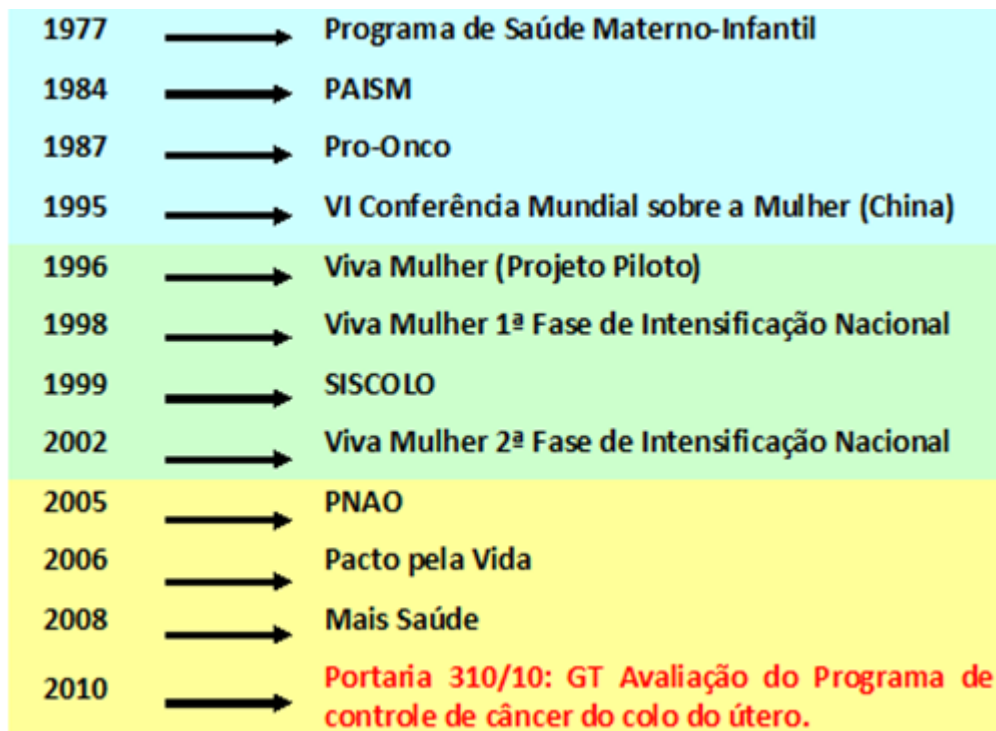 1977 Programa de Saúde Materno-Infantil
1984 PAISM
1987 Pro-Onco
1995 VI Conferência Mundial sobre a Mulher (China)
1996 Viva Mulher (Projeto Piloto)
1998 Viva Mulher 1ª Fase de Intensificação Nacional
1999 SISCOLO
2002 Viva Mulher 2ª Fase de Intensificação Nacional
2005 PNAO
2006 Pacto pela Vida
2008 Mais Saúde
2010 Portaria 310/10: GT Avaliação do Programa de
controle de câncer do colo do útero.